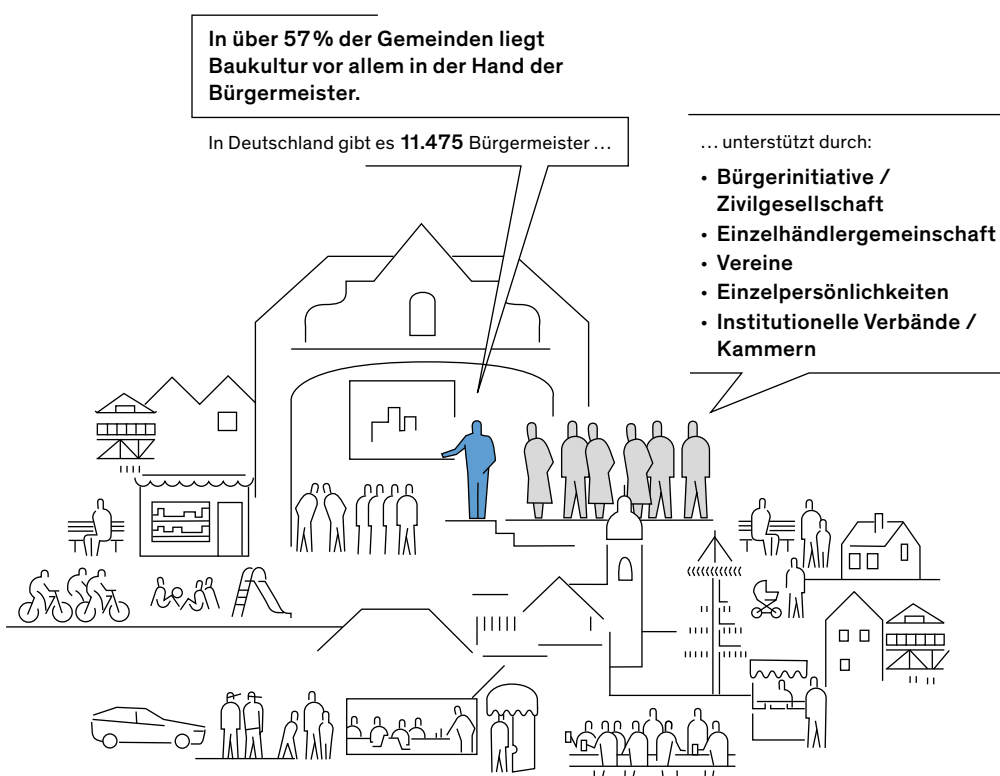 In über 57 % der Gemeinden liegt
Baukultur vor allem in der Hand der
Bürgermeister.
In Deutschland gibt es 11.475 Bürgermeister …
… unterstützt durch:
• Bürgerinitiative /
Zivilgesellschaft
• Einzelhändlergemeinschaft
• Vereine
• Einzelpersönlichkeiten
• Institutionelle Verbände /
Kammern